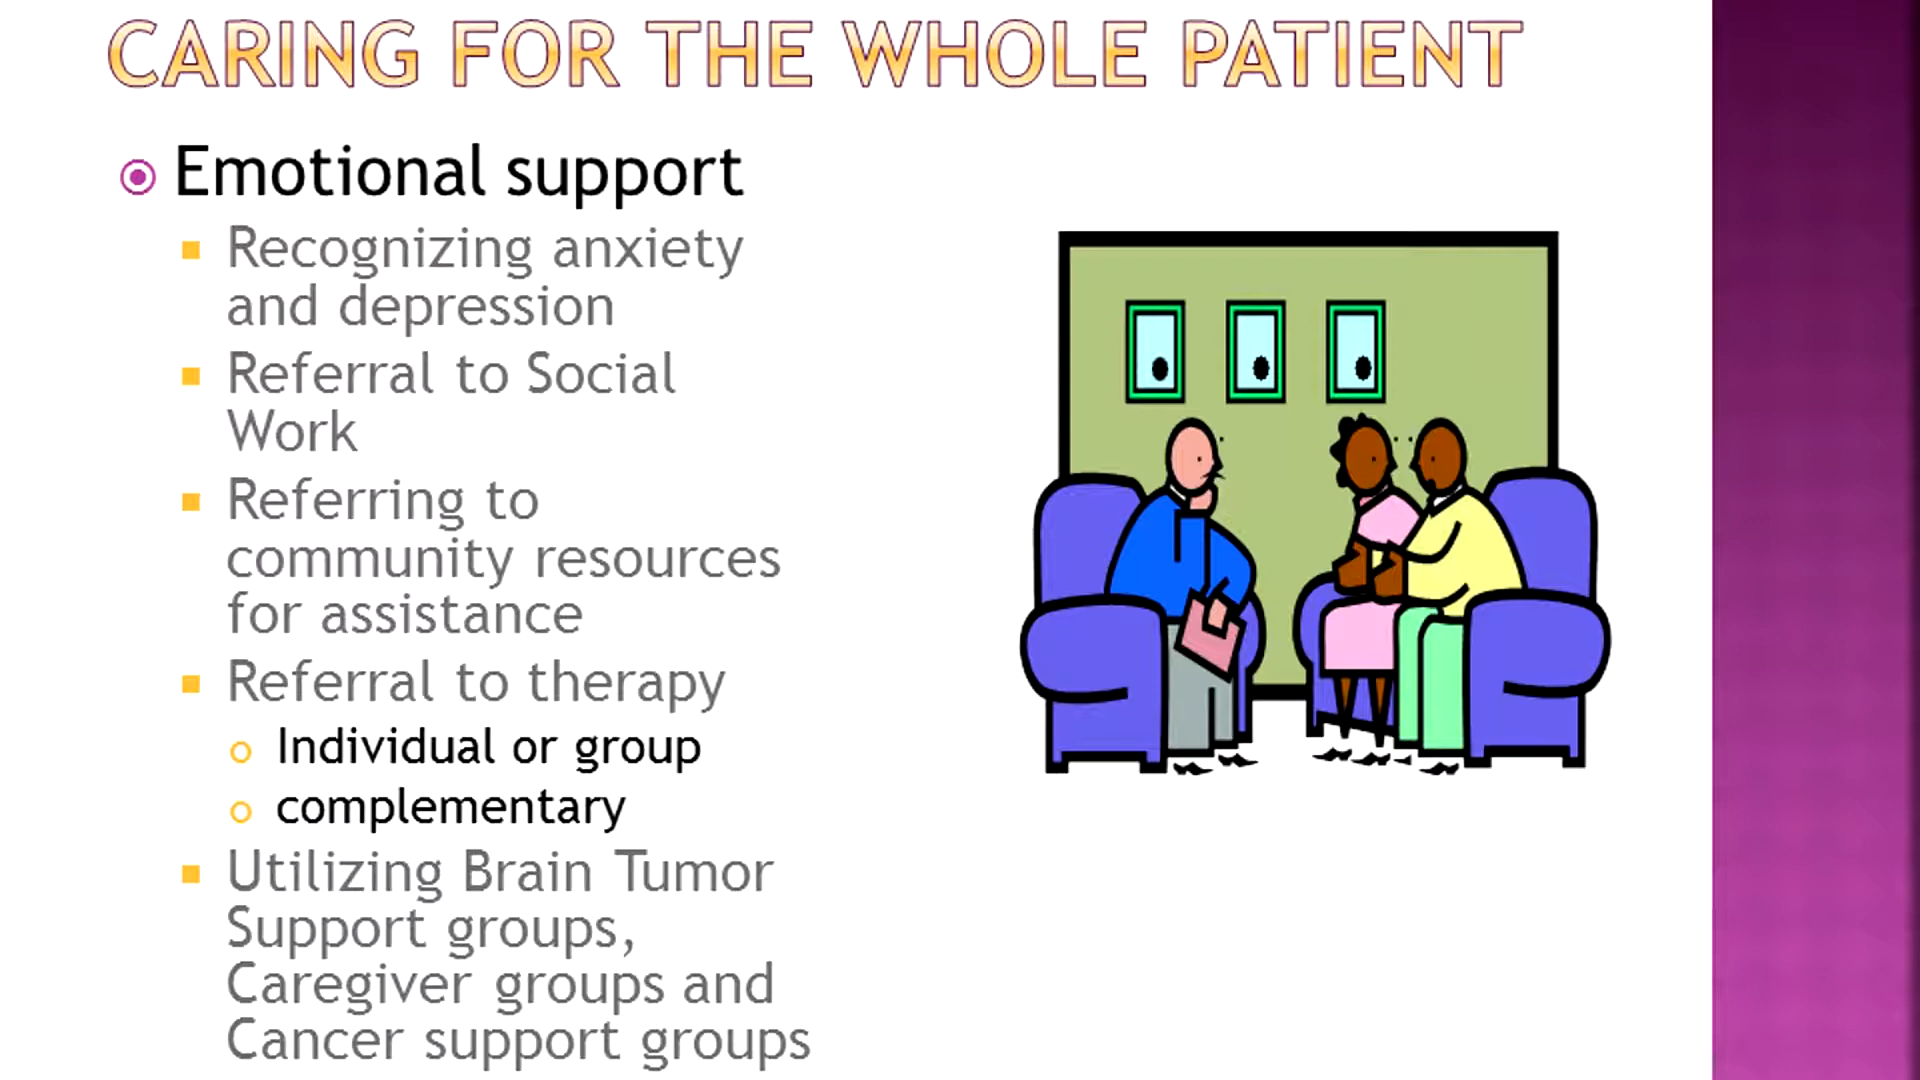 CARING FOR THE WHOLE PATIENT
Emotional support
Recognizing anxiety
and depression
Referral to Social
Work
Referring to
community resources
for assistance
Referral to therapy
Individual or group
complementary
Utilizing Brain Tumor
Support groups,
Caregiver groups and
Cancer support groups